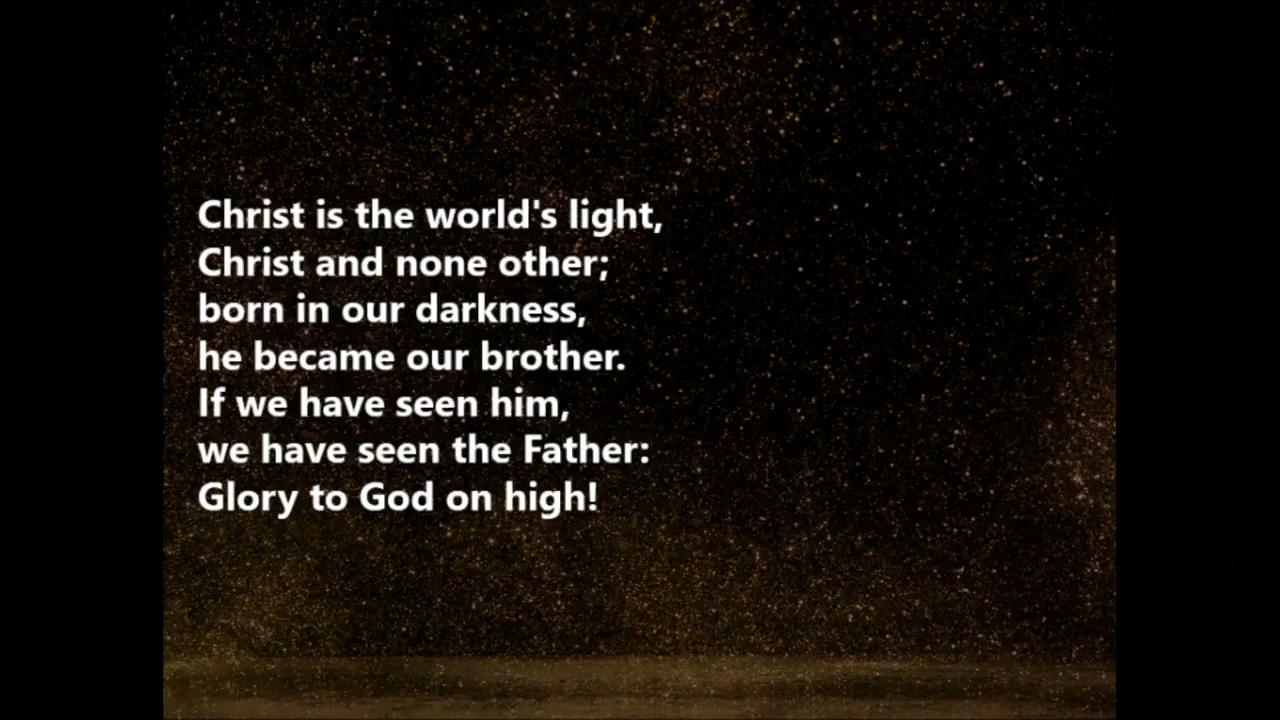 Christ is the world's light,
Christ and none other;
born in our darkness,
he became our brother.
If we have seen him,
we have seen the Father:
Glory to God on high!